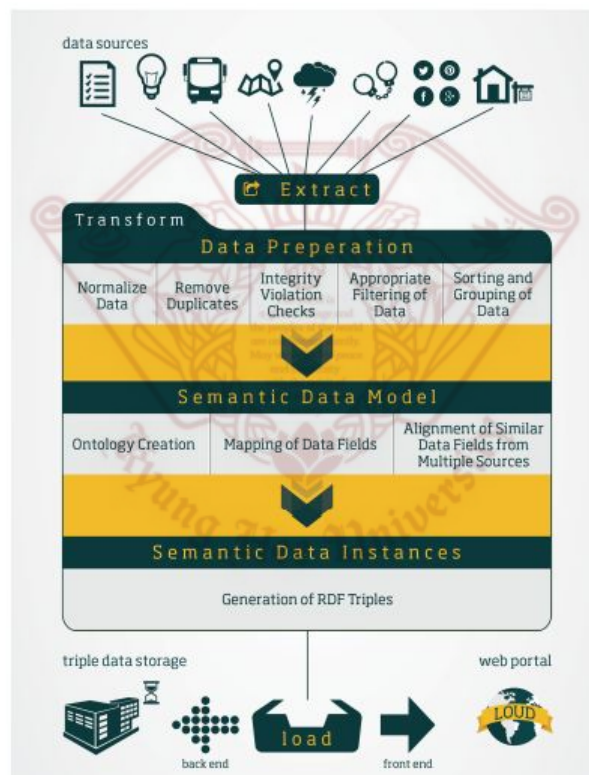 data sources
Extract
Transform
Data Preperation
Normalize
Data
Remove
Duplicates
Integrity
Violation
Checks
Appropriate
Filtering of
Data
Sorting and
Grouping of
Data
Semantic Data Model
Ontology Creation
Mapping of Data Fields
Alignment of Similar
Data Fields from
Multiple Sources
Semantic Data Instances
Generation of RDF Triples
triple data storage
web portal
load
LOUD
back end
front end
Kyung Hee University